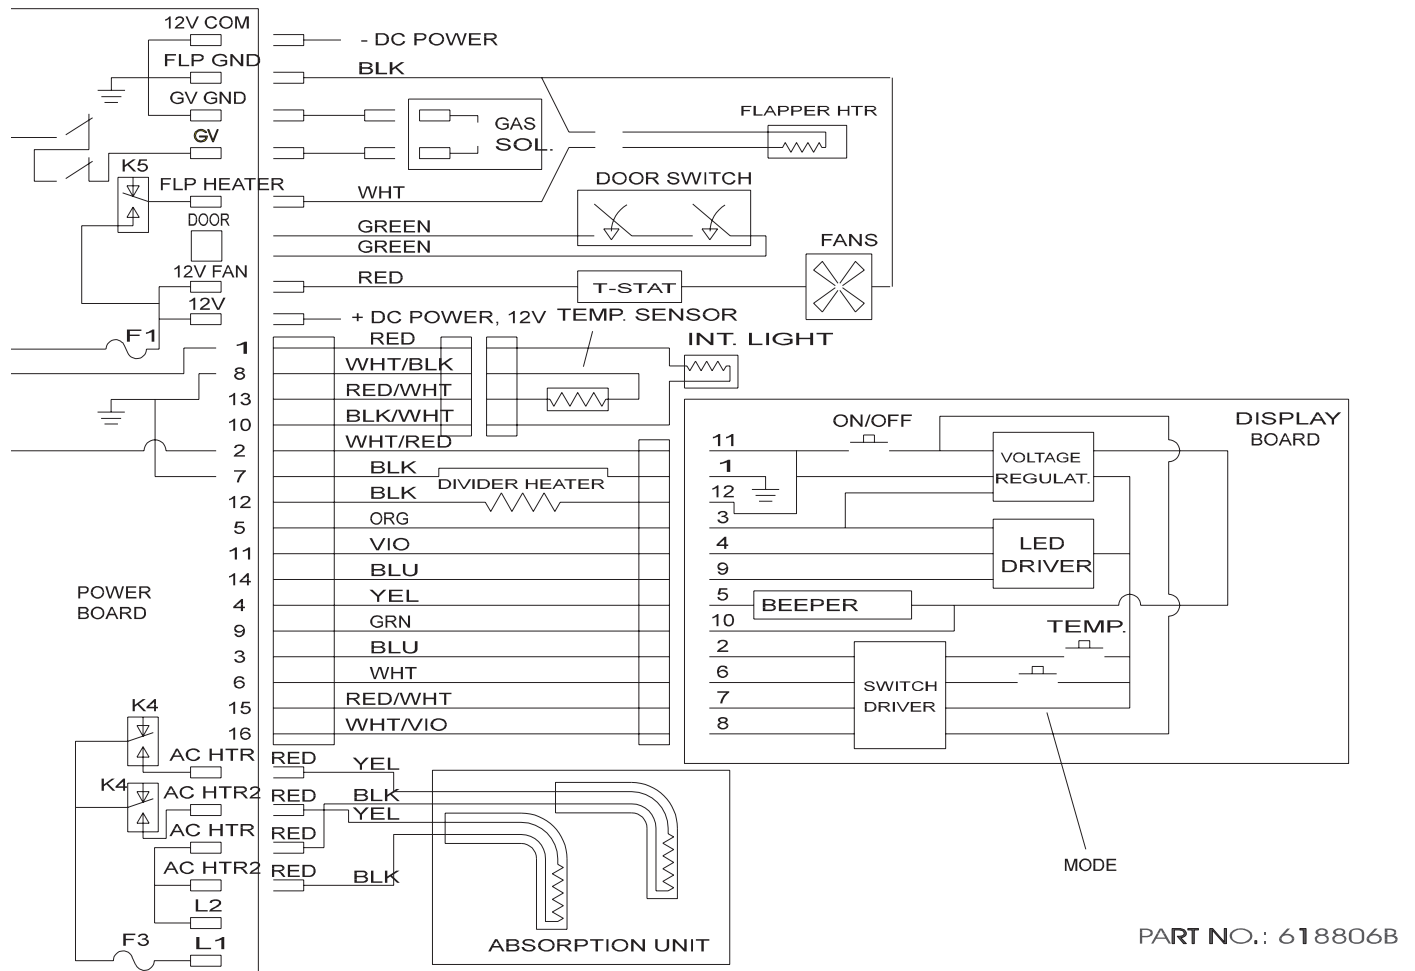 12V COM
- DC POWER
FLP GND
BLK
GV GND
GAS
SOL.
FLAPPER HTR
GV
K5
FLP HEATER
WHT
DOOR SWITCH
DOOR
GREEN
GREEN
FANS
12V FAN
RED
T-STAT
12V
+ DC POWER, 12V
TEMP. SENSOR
F1
1
RED
INT. LIGHT
8
WHT/BLK
13
RED/WHT
10
BLK/WHT
2
WHT/RED
7
BLK
DIVIDER HEATER
12
BLK
5
ORG
11
VIO
14
BLU
4
YEL
9
GRN
3
BLU
6
WHT
15
RED/WHT
16
WHT/VIO
POWER
BOARD
DISPLAY
BOARD
ON/OFF
11
1
12
3
4
9
5
10
2
6
7
8
VOLTAGE
REGULAT.
LED
DRIVER
BEEPER
TEMP.
SWITCH
DRIVER
MODE
K4
AC HTR
RED
YEL
K4
AC HTR2
RED
BLK
YEL
AC HTR
RED
AC HTR2
RED
BLK
L2
F3
L1
ABSORPTION UNIT
PART NO.: 618806B